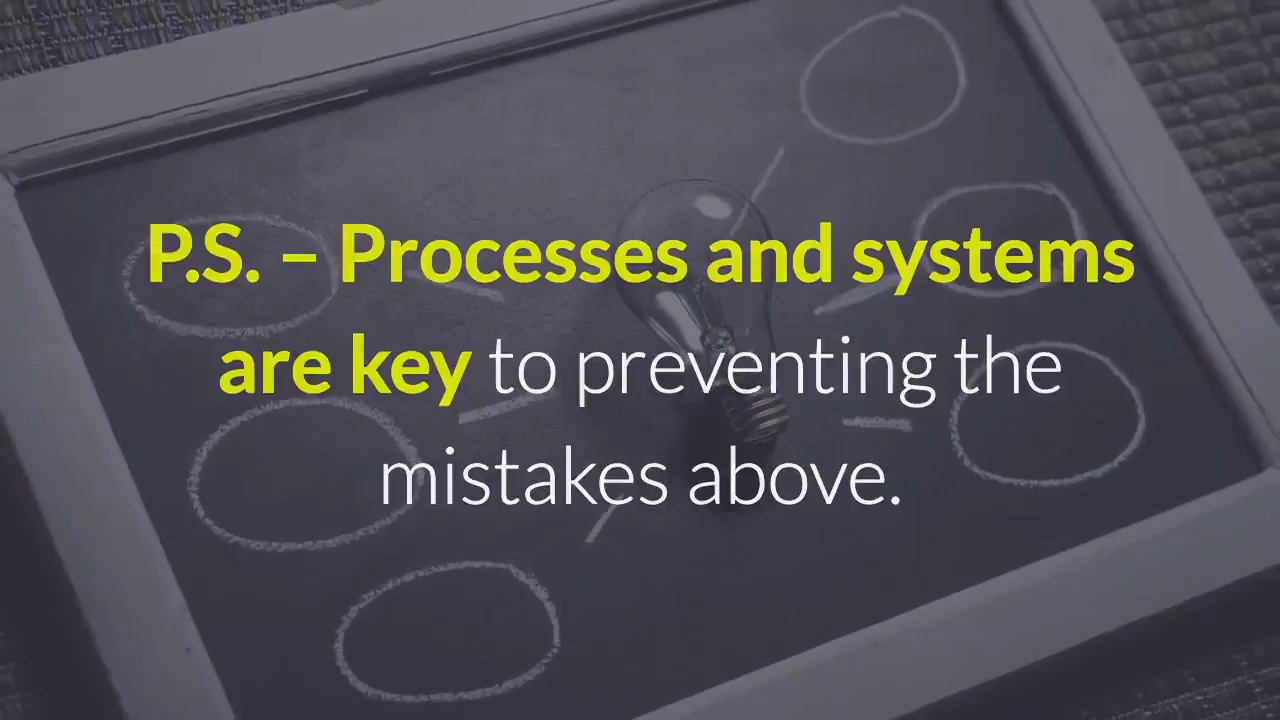 P.S. – Processes and systems
are key to preventing the
mistakes above.